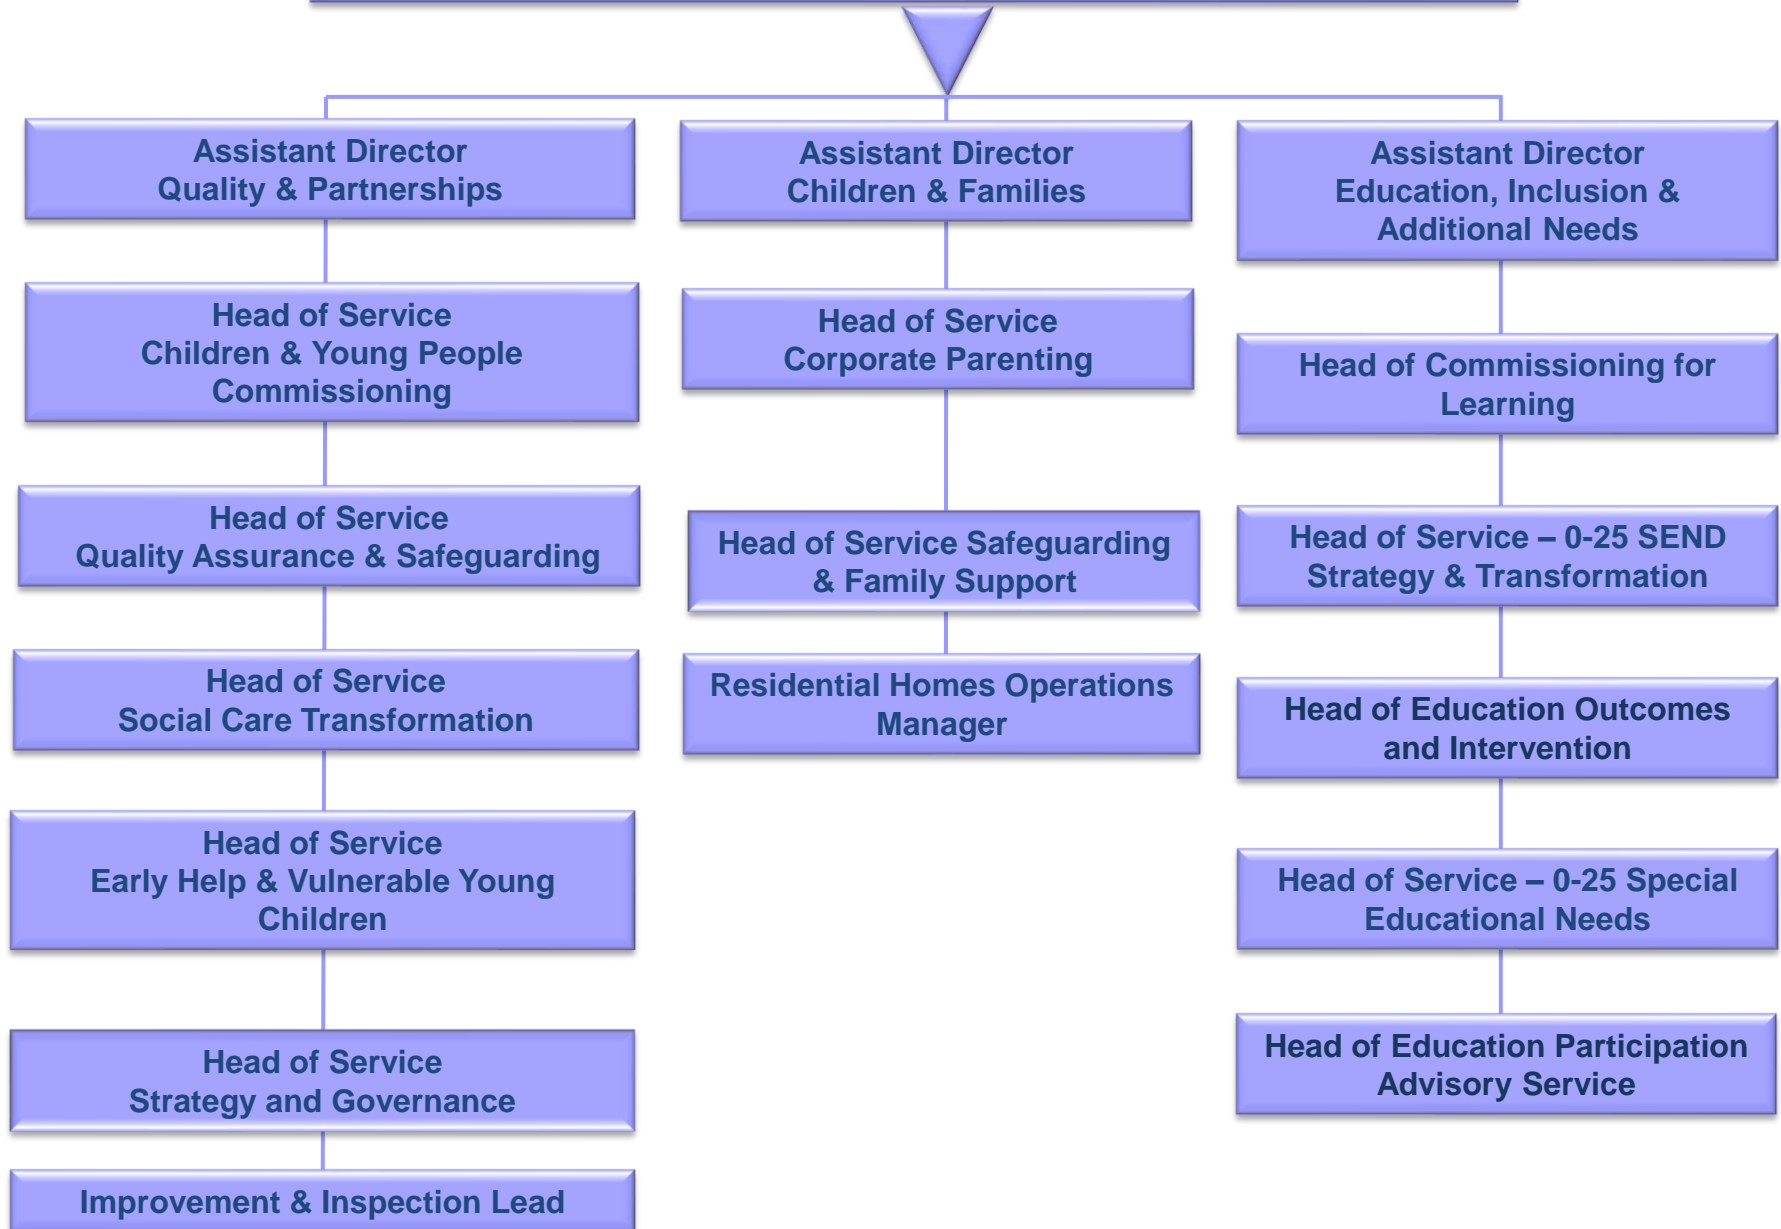 Assistant Director
Quality & Partnerships
Head of Service
Children & Young People
Commissioning
Head of Service
Quality Assurance & Safeguarding
Head of Service
Social Care Transformation
Head of Service
Early Help & Vulnerable Young
Children
Head of Service
Strategy and Governance
Improvement & Inspection Lead
Assistant Director
Children & Families
Head of Service
Corporate Parenting
Head of Service Safeguarding
& Family Support
Residential Homes Operations
Manager
Assistant Director
Education, Inclusion &
Additional Needs
Head of Commissioning for
Learning
Head of Service – 0-25 SEND
Strategy & Transformation
Head of Education Outcomes
and Intervention
Head of Service – 0-25 Special
Educational Needs
Head of Education Participation
Advisory Service